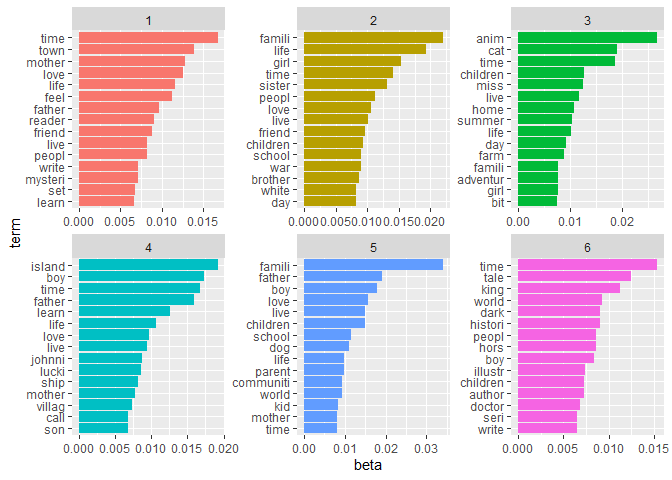 1
2
3
time
town
mother
love
life
feel
father
reader
friend
live
peopl
write
mysteri
set
learn
0.000
0.005
0.010
0.015
famili
life
girl
time
sister
peopl
love
live
friend
children
school
war
brother
white
day
0.000
0.005
0.010
0.015
0.020
anim
cat
time
children
miss
live
home
summer
life
day
farm
famili
adventur
girl
bit
0.00
0.01
0.02
term
4
5
6
island
boy
time
father
learn
life
love
live
johnni
lucki
ship
mother
villag
call
son
0.000
0.005
0.010
0.015
0.020
famili
father
boy
love
live
children
school
dog
life
parent
communiti
world
kid
mother
time
0.00
0.01
0.02
0.03
time
tale
king
world
dark
histori
peopl
hors
boy
illustr
children
author
doctor
seri
write
0.000
0.005
0.010
0.015
beta